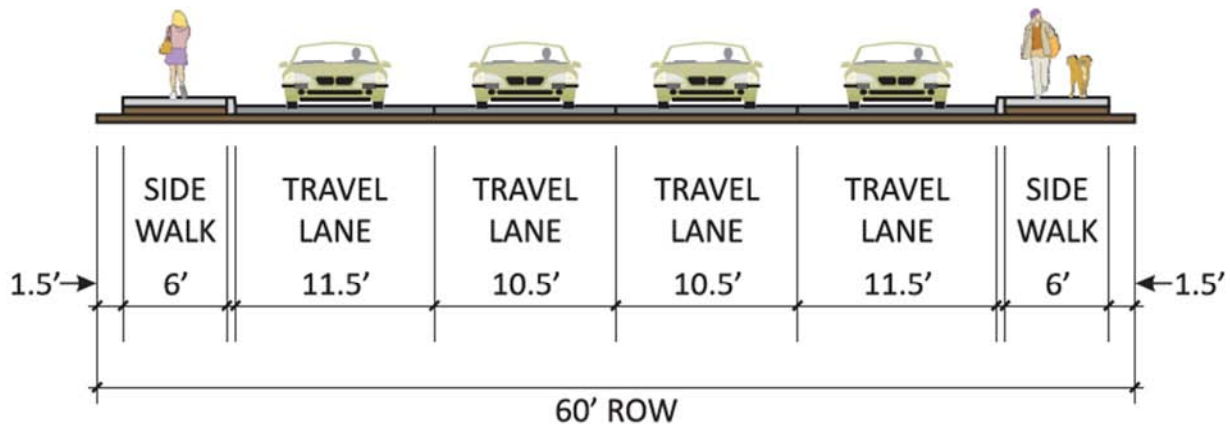 SIDE WALK TRAVEL LANE TRAVEL LANE TRAVEL LANE TRAVEL LANE SIDE WALK
1.5' 6' 11.5' 10.5' 10.5' 11.5' 6' 1.5'
60' ROW